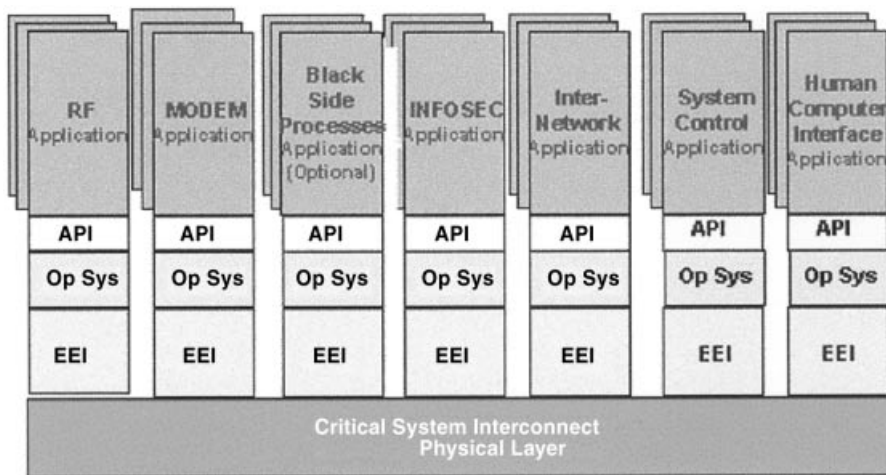 RF
Application
MODEM
Application
Black
Side
Processes
Application
(Optional)
INFOSEC
Application
Inter-
Network
Application
System
Control
Application
Human
Computer
Interface
Application
API
API
API
API
API
API
API
Op Sys
Op Sys
Op Sys
Op Sys
Op Sys
Op Sys
Op Sys
EEI
EEI
EEI
EEI
EEI
EEI
EEI
Critical System Interconnect
Physical Layer